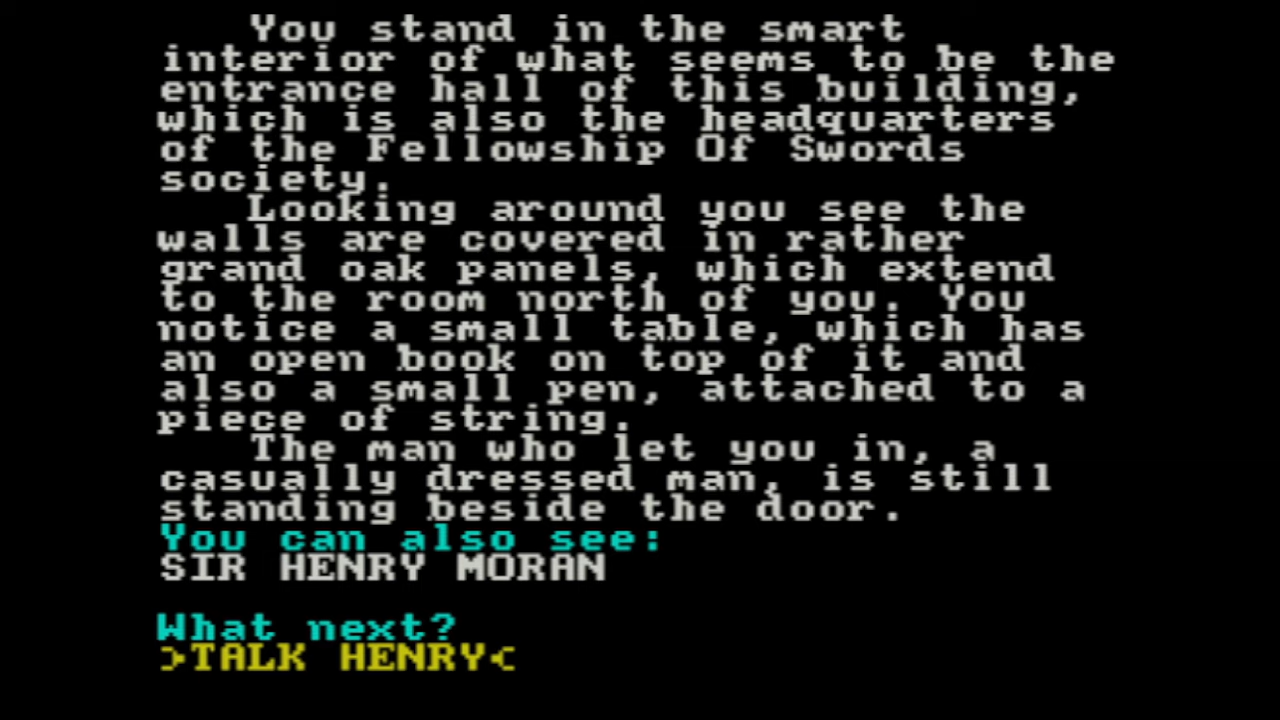 You stand in the smart
interior of what seems to be the
entrance hall of this building,
which is also the headquarters
of the Fellowship Of Swords
society.
Looking around you see the
walls are covered in rather
grand oak panels, which extend
to the room north of you. You
notice a small table, which has
an open book on top of it and
also a small pen, attached to a
piece of string.
The man who let you in, a
casually dressed man, is still
standing beside the door.
You can also see:
SIR HENRY MORAN
What next?
>TALK HENRY<